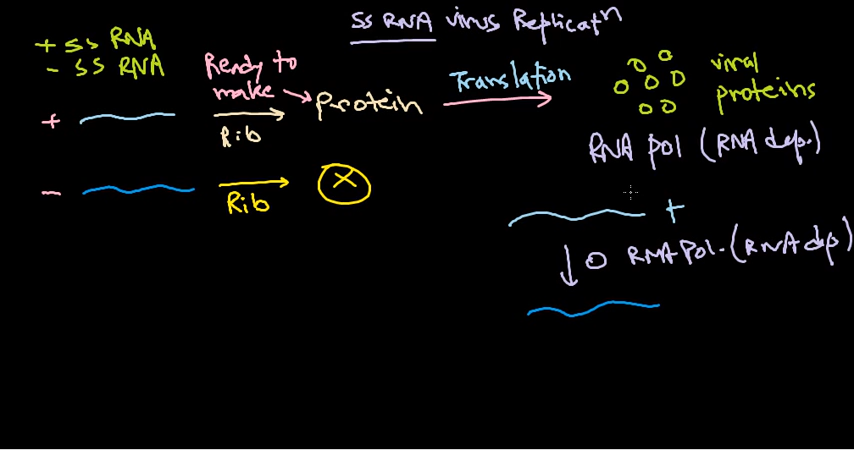 SS RNA virus Replicatn
+ SS RNA
- SS RNA
Ready to
make
+
Rib
Protein
Translation
viral
proteins
RNA pol (RNA dep.)
-
Rib
X
+
RNA Pol. (RNA dep)